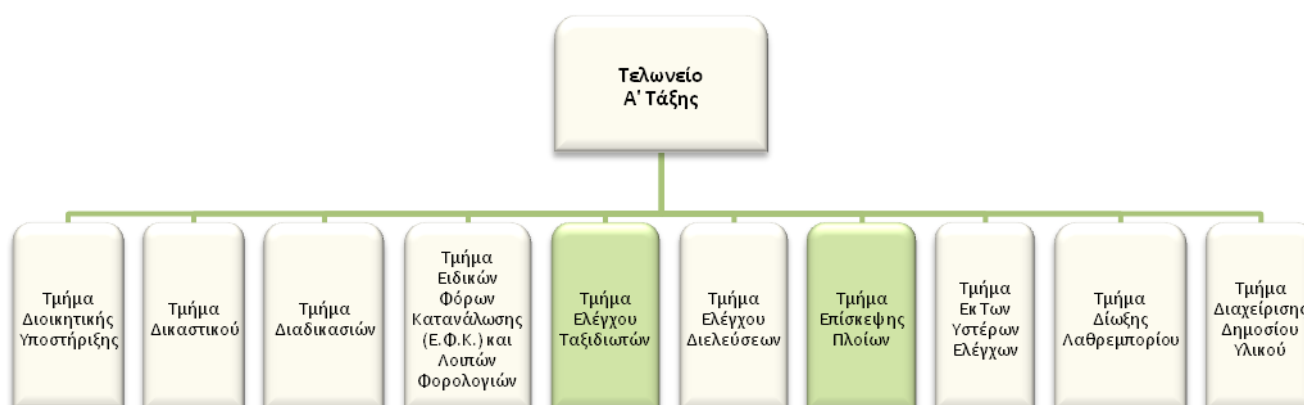 Τελωνείο
Α' Τάξης
Τμήμα
Διοικητικής
Υποστήριξης
Τμήμα
Δικαστικού
Τμήμα
Διαδικασιών
Τμήμα
Ειδικών
Φόρων
Κατανάλωσης
(Ε.Φ.Κ.) και
Λοιπών
Φορολογιών
Τμήμα
Ελέγχου
Ταξιδιωτών
Τμήμα
Ελέγχου
Διελεύσεων
Τμήμα
Επίσκεψης
Πλοίων
Τμήμα
Εκ Των
Υστέρων
Ελέγχων
Τμήμα
Δίωξης
Λαθρεμπορίου
Τμήμα
Διαχείρισης
Δημοσίου
Υλικού